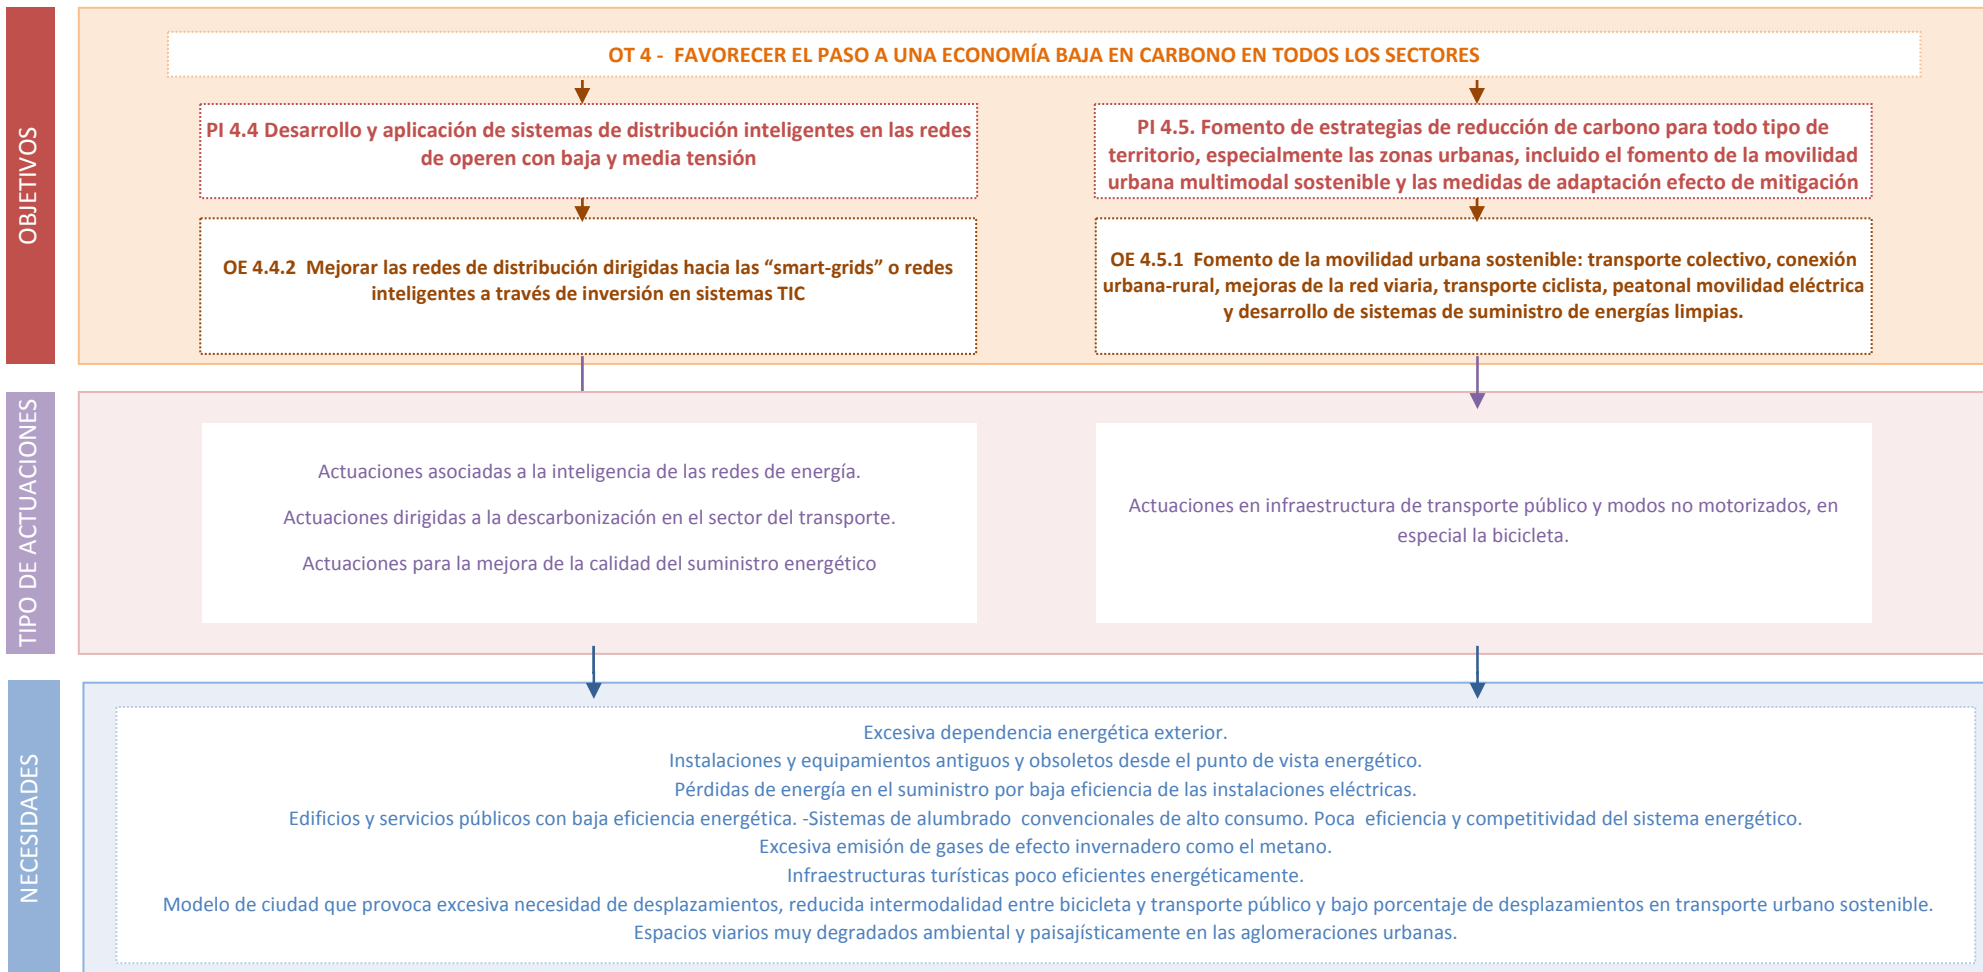 OBJETIVOS
OT 4 - FAVORECER EL PASO A UNA ECONOMÍA BAJA EN CARBONO EN TODOS LOS SECTORES
PI 4.4 Desarrollo y aplicación de sistemas de distribución inteligentes en las redes
de operen con baja y media tensión
PI 4.5. Fomento de estrategias de reducción de carbono para todo tipo de
territorio, especialmente las zonas urbanas, incluido el fomento de la movilidad
urbana multimodal sostenible y las medidas de adaptación efecto de mitigación
OE 4.4.2 Mejorar las redes de distribución dirigidas hacia las “smart-grids” o redes
inteligentes a través de inversión en sistemas TIC
OE 4.5.1 Fomento de la movilidad urbana sostenible: transporte colectivo, conexión
urbana-rural, mejoras de la red viaria, transporte ciclista, peatonal movilidad eléctrica
y desarrollo de sistemas de suministro de energías limpias.
TIPO DE ACTUACIONES
Actuaciones asociadas a la inteligencia de las redes de energía.
Actuaciones dirigidas a la descarbonización en el sector del transporte.
Actuaciones para la mejora de la calidad del suministro energético
Actuaciones en infraestructura de transporte público y modos no motorizados, en
especial la bicicleta.
NECESIDADES
Excesiva dependencia energética exterior.
Instalaciones y equipamientos antiguos y obsoletos desde el punto de vista energético.
Pérdidas de energía en el suministro por baja eficiencia de las instalaciones eléctricas.
Edificios y servicios públicos con baja eficiencia energética. -Sistemas de alumbrado convencionales de alto consumo. Poca eficiencia y competitividad del sistema energético.
Excesiva emisión de gases de efecto invernadero como el metano.
Infraestructuras turísticas poco eficientes energéticamente.
Modelo de ciudad que provoca excesiva necesidad de desplazamientos, reducida intermodalidad entre bicicleta y transporte público y bajo porcentaje de desplazamientos en transporte urbano sostenible.
Espacios viarios muy degradados ambiental y paisajísticamente en las aglomeraciones urbanas.